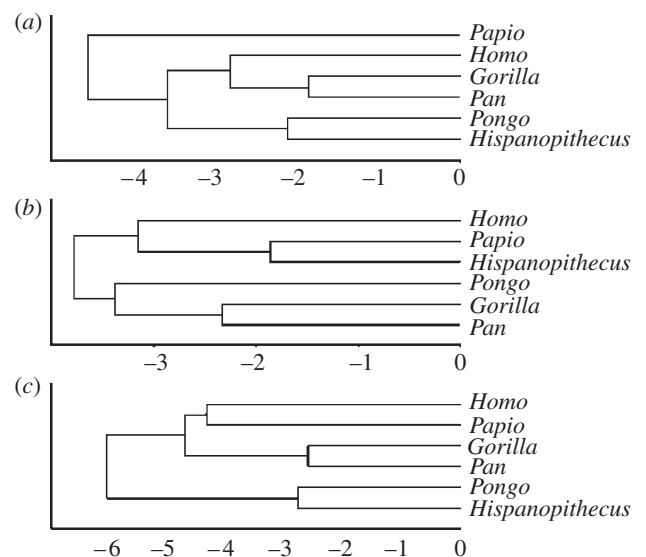 (a)
Papio
Homo
Gorilla
Pan
Pongo
Hispanopithecus
−4 −3 −2 −1 0
(b)
Homo
Papio
Hispanopithecus
Pongo
Gorilla
Pan
−3 −2 −1 0
(c)
Homo
Papio
Gorilla
Pan
Pongo
Hispanopithecus
−6 −5 −4 −3 −2 −1 0